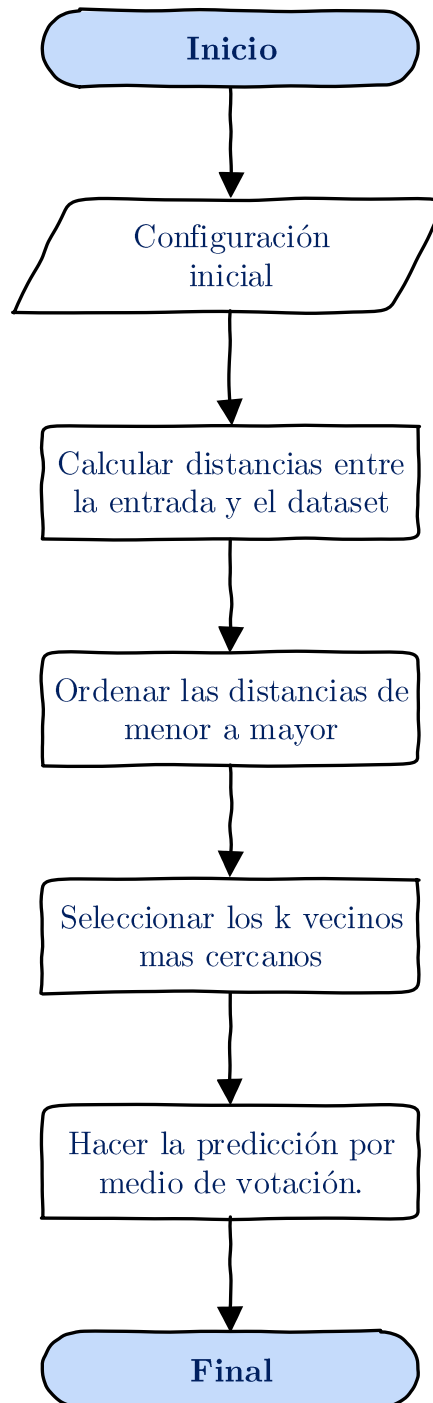 Inicio
Configuración
inicial
Calcular distancias entre
la entrada y el dataset
Ordenar las distancias de
menor a mayor
Seleccionar los k vecinos
mas cercanos
Hacer la predicción por
medio de votación.
Final